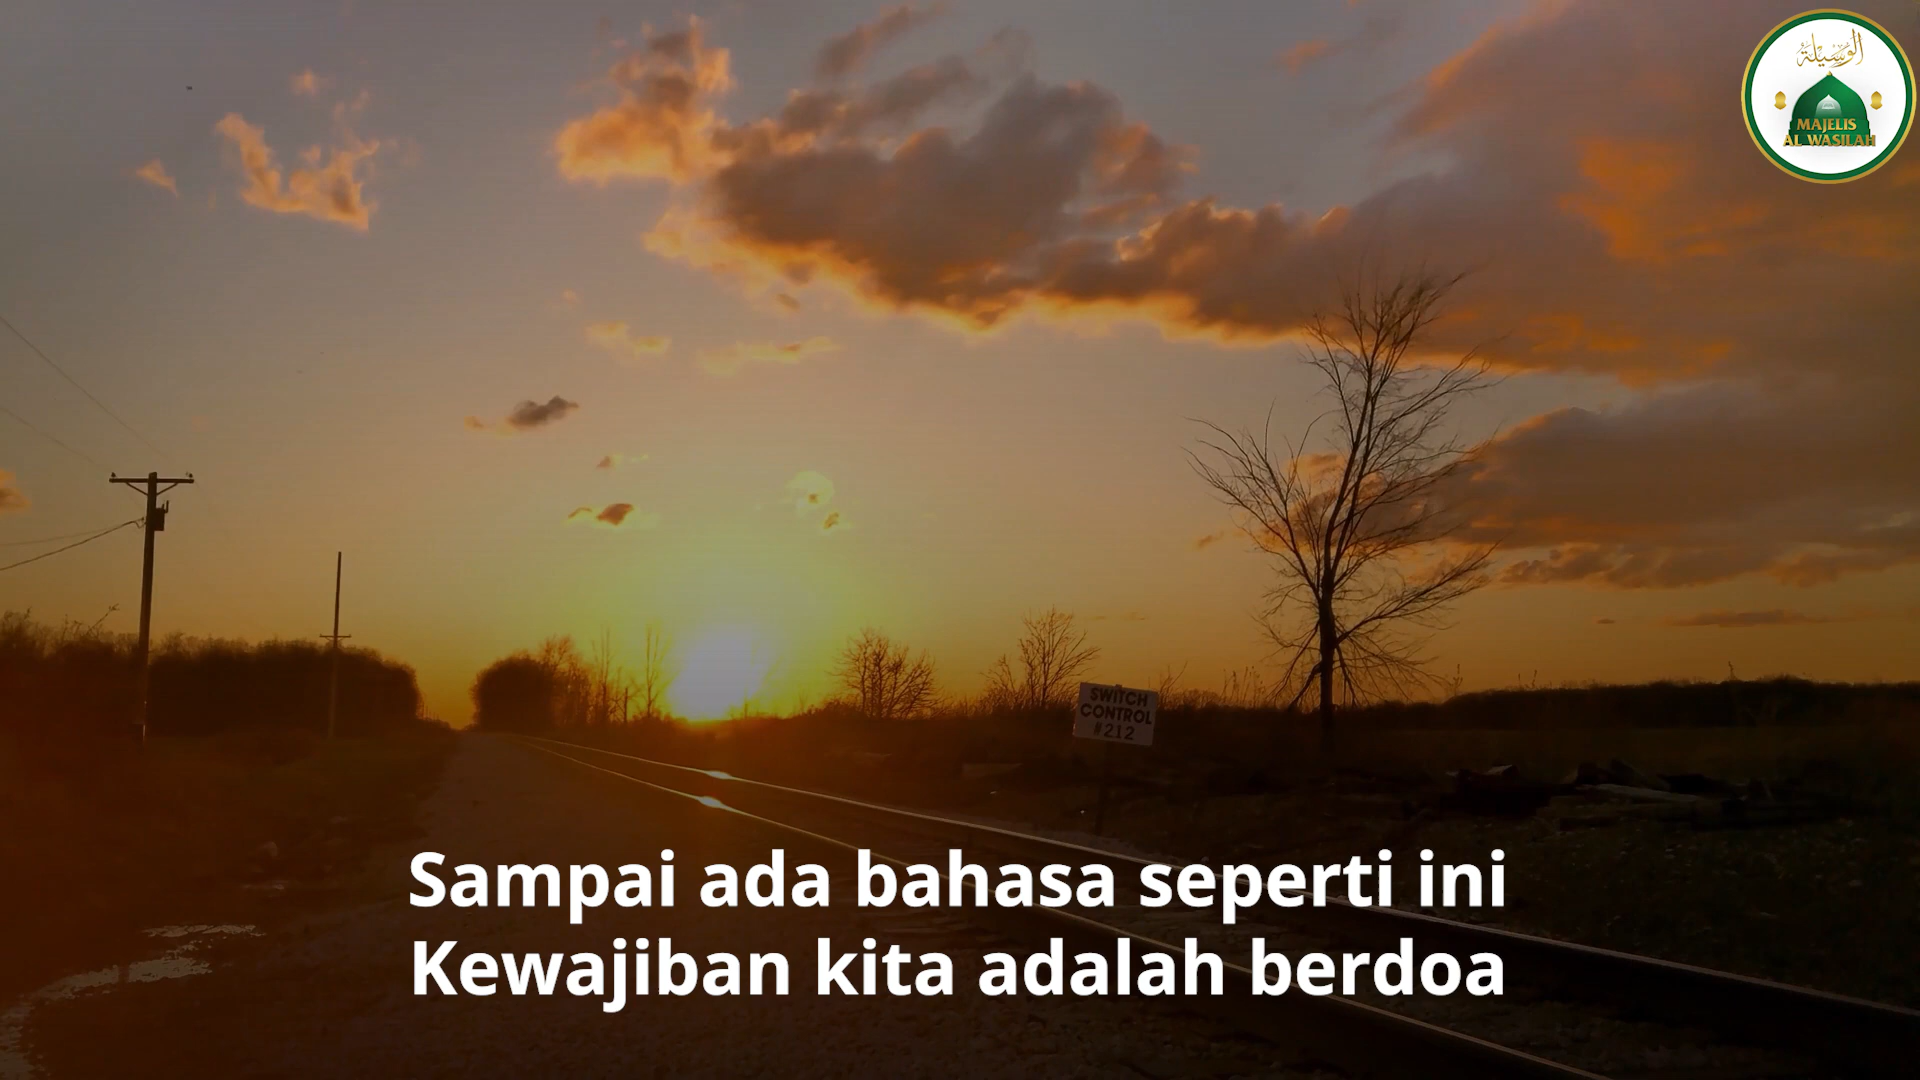 الوسيلة
MAJELIS
AL WASILAH
SWITCH
CONTROL
#212
Sampai ada bahasa seperti ini
Kewajiban kita adalah berdoa